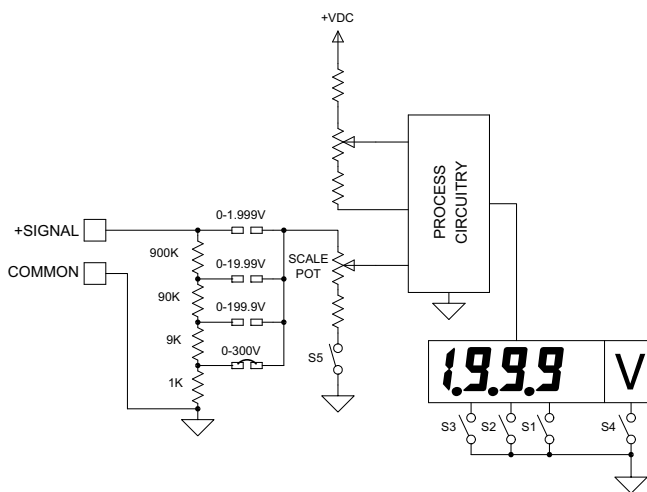 +VDC
PROCESS
CIRCUITRY
0-1.999V
+SIGNAL
900K
SCALE
POT
0-19.99V
COMMON
90K
0-199.9V
9K
0-300V
S5
1K
1.9.9.9 V
S3 S2 S1 S4